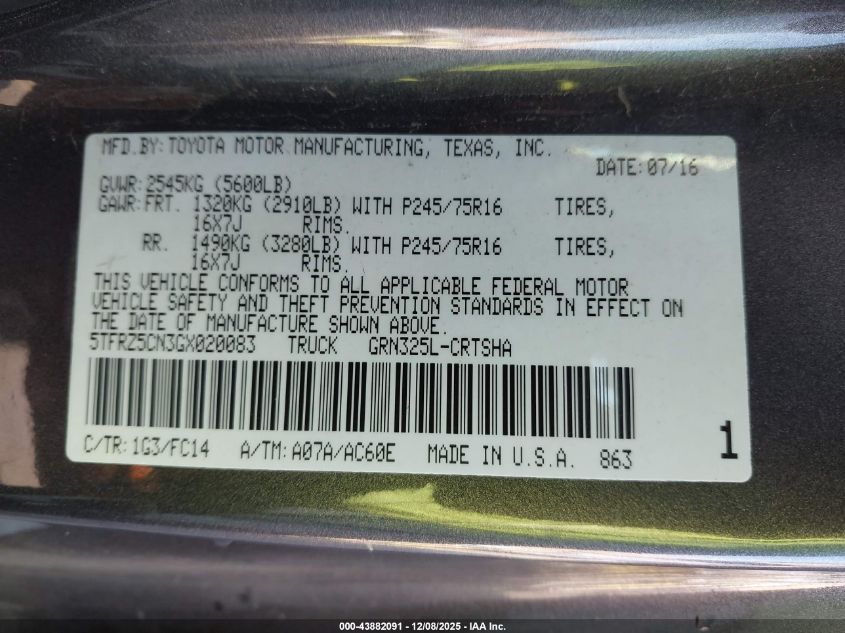 MFD.BY:TOYOTA MOTOR MANUFACTURING, TEXAS, INC.
DATE:07/16
GVWR:2545KG (5600LB)
GAWR:FRT. 1320KG (2910LB) WITH P245/75R16 TIRES,
16X7J RIMS.
RR. 1490KG (3280LB) WITH P245/75R16 TIRES,
16X7J RIMS.
THIS VEHICLE CONFORMS TO ALL APPLICABLE FEDERAL MOTOR
VEHICLE SAFETY AND THEFT PREVENTION STANDARDS IN EFFECT ON
THE DATE OF MANUFACTURE SHOWN ABOVE.
5TFRZ5CN3GX020083 TRUCK GRN325L-CRTSHA
C/TR:1G3/FC14 A/TM:A07A/AC60E MADE IN U.S.A. 863
1
000-43882091 - 12/08/2025 - IAA Inc.